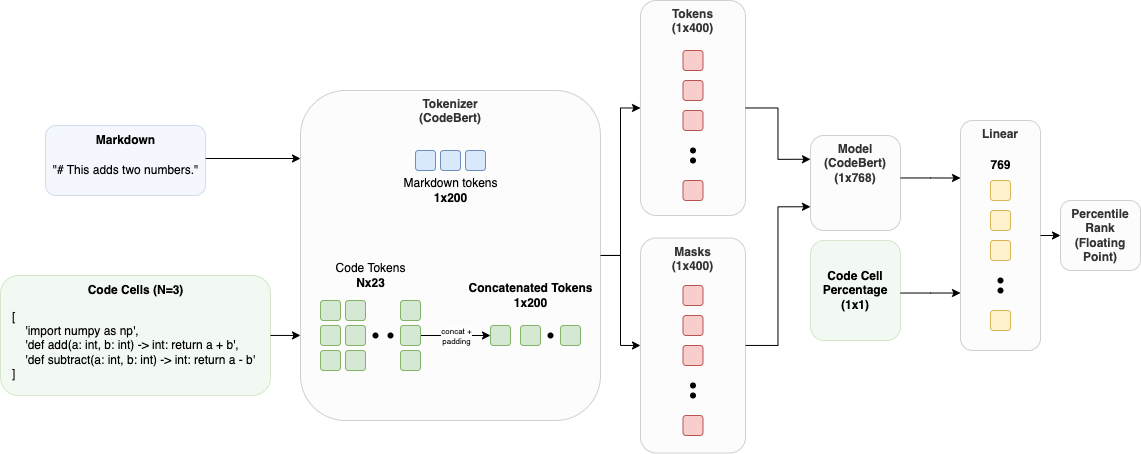 Markdown
"# This adds two numbers."
Code Cells (N=3)
[
'import numpy as np',
'def add(a: int, b: int) -> int: return a + b',
'def subtract(a: int, b: int) -> int: return a - b'
]
Tokenizer
(CodeBert)
Markdown tokens
1x200
Code Tokens
Nx23
concat +
padding
Concatenated Tokens
1x200
Tokens
(1x400)
Masks
(1x400)
Model
(CodeBert)
(1x768)
Code Cell
Percentage
(1x1)
Linear
769
Percentile
Rank
(Floating
Point)